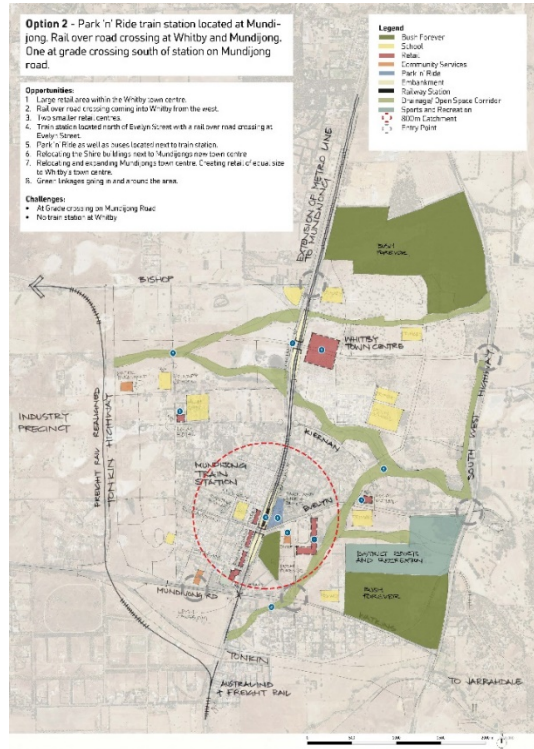 Option 2 - Park 'n' Ride train station located at Mundi-
jong. Rail over road crossing at Whitby and Mundijong.
One at grade crossing south of station on Mundijong
road.
Opportunities:
1. Large retail area within the Whitby town centre.
2. Rail over road crossing coming into Whitby from the west.
3. Two smaller retail centres.
4. Train station located north of Evelyn Street with a rail over road crossing at
Evelyn Street.
5. Park 'n' Ride as well as buses located next to train station.
6. Relocating the Shire buildings next to Mundijongs new town centre
7. Relocating and expanding Mundijongs town centre. Creating retail of equal size
to Whitby's town centre.
8. Green linkages going in and around the area.
Challenges:
• At Grade crossing on Mundijong Road
• No train station at Whitby
Legend
Bush Forever
School
Retail
Community Services
Park n' Ride
Embankment
Railway Station
Drainage/ Open Space Corridor
Sports and Recreation
800m Catchment
Entry Point
EXTENSION OF METRO LINE
TO MUNDIJONG
BUSH
FOREVER
BISHOP
WHITBY
TOWN CENTRE
SOUTH WEST HIGHWAY
INDUSTRY
PRECINCT
FREIGHT RAIL REALIGNED
TONKIN HIGHWAY
KIERNAN
MUNDIJONG
TRAIN
STATION
EVELYN
DISTRICT SPORTS
AND RECREATION
MUNDIJONG RD
BUSH
FOREVER
TONKIN
AUSTRALIND
+ FREIGHT RAIL
TO JARRAHDALE